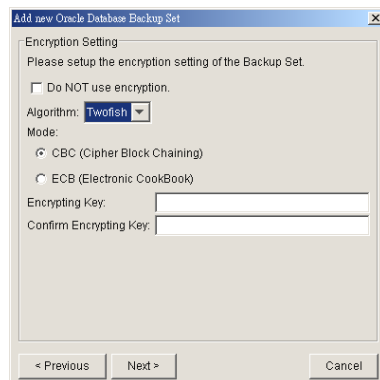 Add new Oracle Database Backup Set
Encryption Setting
Please setup the encryption setting of the Backup Set.
Do NOT use encryption.
Algorithm: Twofish
Mode:
CBC (Cipher Block Chaining)
ECB (Electronic CookBook)
Encrypting Key:
Confirm Encrypting Key:
< Previous Next > Cancel